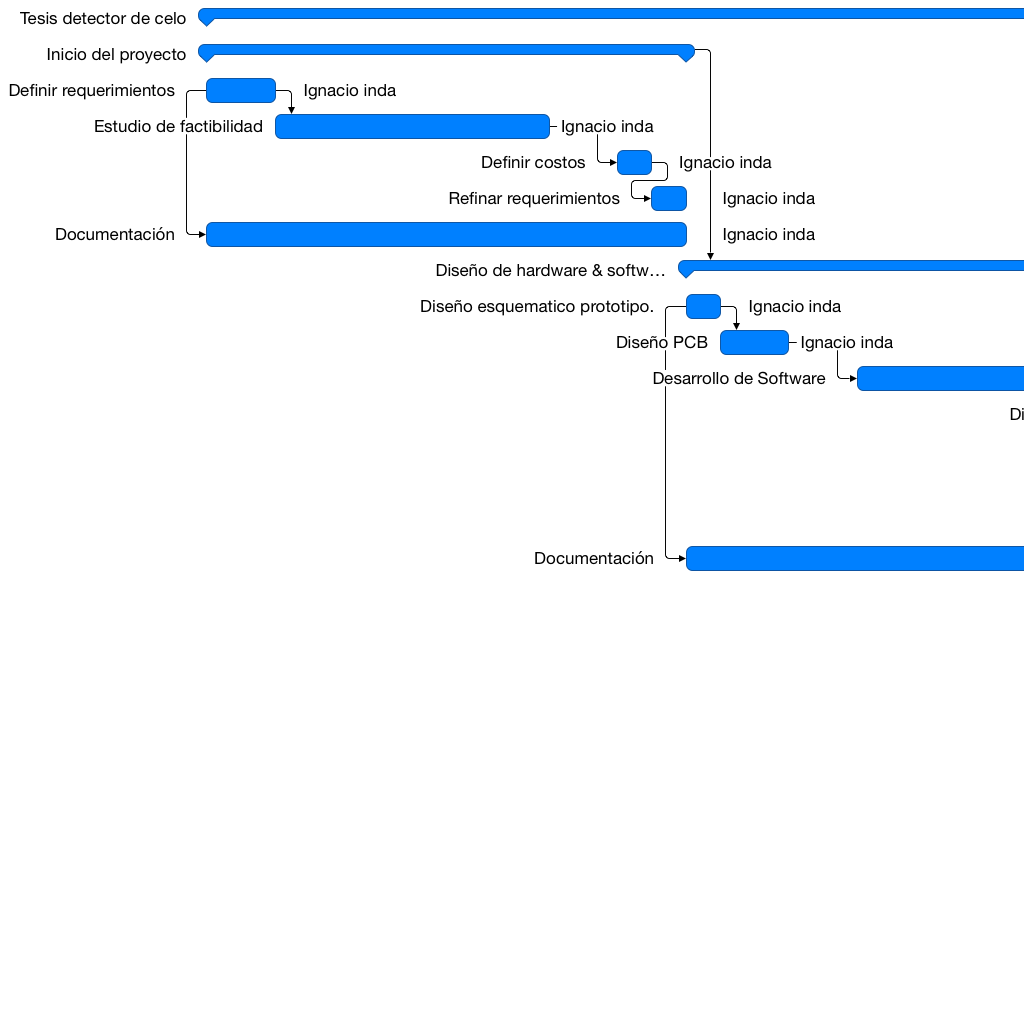 Tesis detector de celo
Inicio del proyecto
Definir requerimientos Ignacio inda
Estudio de factibilidad Ignacio inda
Definir costos Ignacio inda
Refinar requerimientos Ignacio inda
Documentación Ignacio inda
Diseño de hardware & softw…
Diseño esquematico prototipo. Ignacio inda
Diseño PCB Ignacio inda
Desarrollo de Software
Di
Documentación